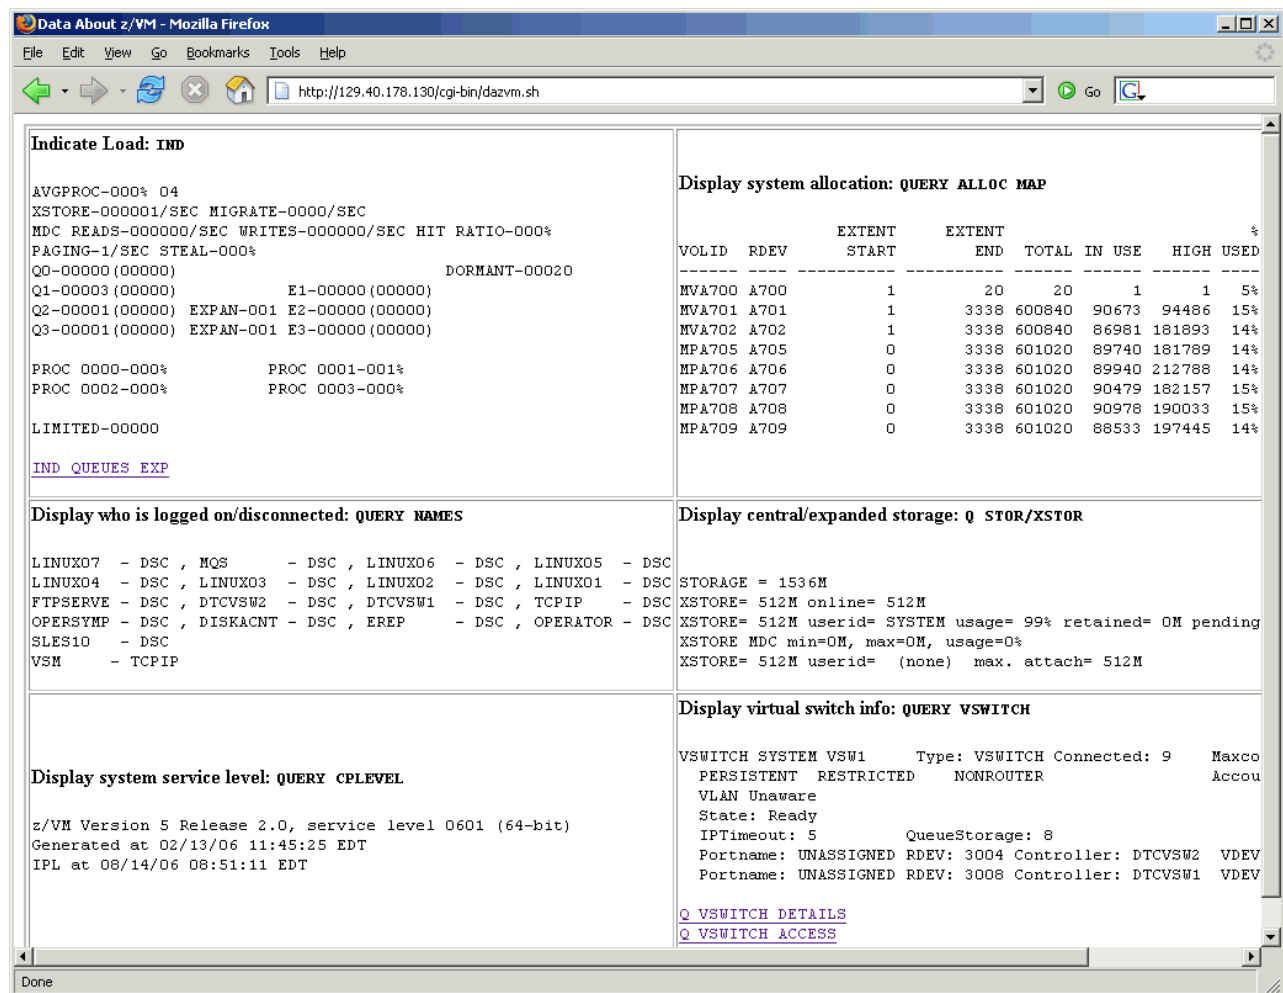 Data About z/VM - Mozilla Firefox
File Edit View Go Bookmarks Tools Help
http://129.40.178.130/cgi-bin/dazvm.sh Go G
Indicate Load: IND
AVGPROC-000% 04
XSTORE-000001/SEC MIGRATE-0000/SEC
MDC READS-000000/SEC WRITES-000000/SEC HIT RATIO-000%
PAGING-1/SEC STEAL-000%
Q0-00000(00000) DORMANT-00020
Q1-00003(00000) E1-00000(00000)
Q2-00001(00000) EXPAN-001 E2-00000(00000)
Q3-00001(00000) EXPAN-001 E3-00000(00000)
PROC 0000-000% PROC 0001-001%
PROC 0002-000% PROC 0003-000%
LIMITED-00000
IND QUEUES EXP
Display system allocation: QUERY ALLOC MAP
EXTENT EXTENT %
VOLID RDEV START END TOTAL IN USE HIGH USED
------ ---- ---------- ---------- ------ ------ ------ ----
MVA700 A700 1 20 20 1 1 5%
MVA701 A701 1 3338 600840 90673 94486 15%
MVA702 A702 1 3338 600840 86981 181893 14%
MPA705 A705 0 3338 601020 89740 181789 14%
MPA706 A706 0 3338 601020 89940 212788 14%
MPA707 A707 0 3338 601020 90479 182157 15%
MPA708 A708 0 3338 601020 90978 190033 15%
MPA709 A709 0 3338 601020 88533 197445 14%
Display who is logged on/disconnected: QUERY NAMES
LINUX07 - DSC , MQS - DSC , LINUX06 - DSC , LINUX05 - DSC
LINUX04 - DSC , LINUX03 - DSC , LINUX02 - DSC , LINUX01 - DSC
FTPSERVE - DSC , DTCVSW2 - DSC , DTCVSW1 - DSC , TCPIP - DSC
OPERSYMP - DSC , DISKACNT - DSC , EREP - DSC , OPERATOR - DSC
SLES10 - DSC
VSM - TCPIP
Display central/expanded storage: Q STOR/XSTOR
STORAGE = 1536M
XSTORE= 512M online= 512M
XSTORE= 512M userid= SYSTEM usage= 99% retained= 0M pending
XSTORE MDC min=0M, max=0M, usage=0%
XSTORE= 512M userid= (none) max. attach= 512M
Display system service level: QUERY CPLEVEL
z/VM Version 5 Release 2.0, service level 0601 (64-bit)
Generated at 02/13/06 11:45:25 EDT
IPL at 08/14/06 08:51:11 EDT
Display virtual switch info: QUERY VSWITCH
VSWITCH SYSTEM VSW1 Type: VSWITCH Connected: 9 Maxco
PERSISTENT RESTRICTED NONROUTER Accou
VLAN Unaware
State: Ready
IPTimeout: 5 QueueStorage: 8
Portname: UNASSIGNED RDEV: 3004 Controller: DTCVSW2 VDEV
Portname: UNASSIGNED RDEV: 3008 Controller: DTCVSW1 VDEV
Q VSWITCH DETAILS
Q VSWITCH ACCESS
Done